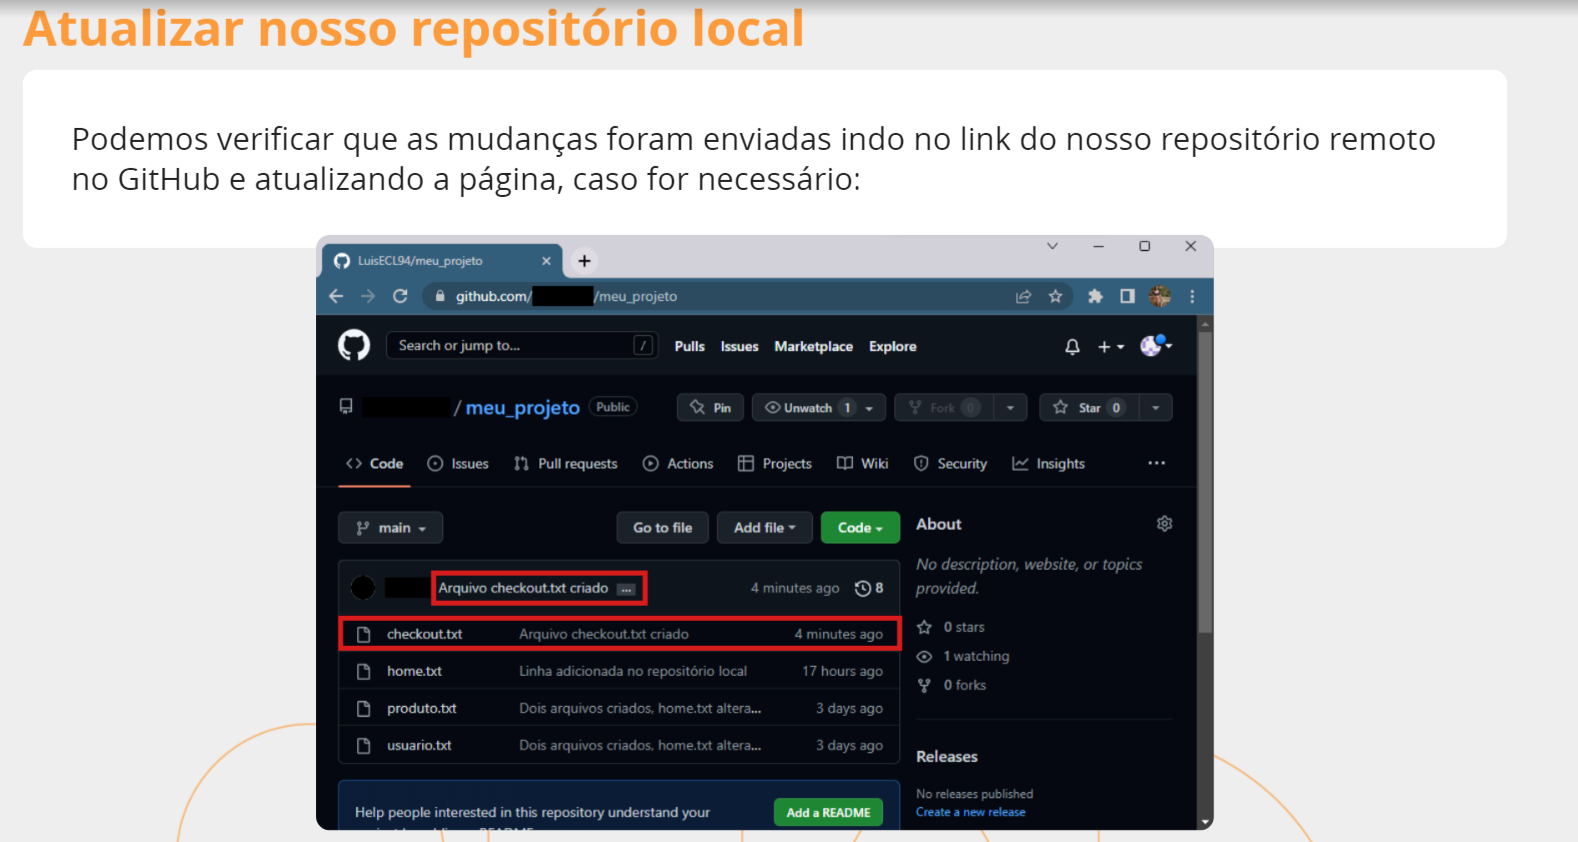 Atualizar nosso repositório local
Podemos verificar que as mudanças foram enviadas indo no link do nosso repositório remoto
no GitHub e atualizando a página, caso for necessário:
LuisECL94/meu_projeto
github.com/ /meu_projeto
Search or jump to... /
Pulls Issues Marketplace Explore
/ meu_projeto Public
Pin Unwatch 1 Fork 0 Star 0
Code Issues Pull requests Actions Projects Wiki Security Insights ...
main Go to file Add file Code
Arquivo checkout.txt criado ... 4 minutes ago 8
checkout.txt Arquivo checkout.txt criado 4 minutes ago
home.txt Linha adicionada no repositório local 17 hours ago
produto.txt Dois arquivos criados, home.txt altera... 3 days ago
usuario.txt Dois arquivos criados, home.txt altera... 3 days ago
Help people interested in this repository understand your
Add a README
About
No description, website, or topics
provided.
0 stars
1 watching
0 forks
Releases
No releases published
Create a new release